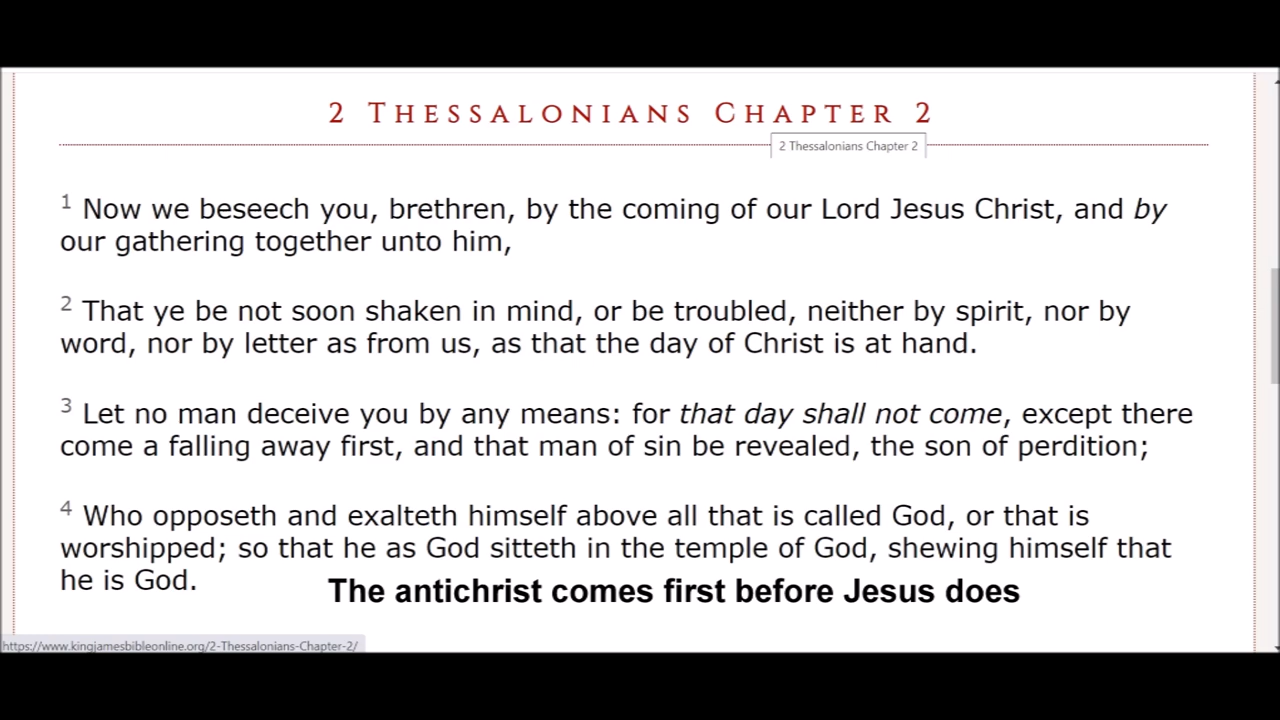 2 Thessalonians Chapter 2
2 Thessalonians Chapter 2
1 Now we beseech you, brethren, by the coming of our Lord Jesus Christ, and by
our gathering together unto him,
2 That ye be not soon shaken in mind, or be troubled, neither by spirit, nor by
word, nor by letter as from us, as that the day of Christ is at hand.
3 Let no man deceive you by any means: for that day shall not come, except there
come a falling away first, and that man of sin be revealed, the son of perdition;
4 Who opposeth and exalteth himself above all that is called God, or that is
worshipped; so that he as God sitteth in the temple of God, shewing himself that
he is God.
The antichrist comes first before Jesus does
https://www.kingjamesbibleonline.org/2-Thessalonians-Chapter-2/